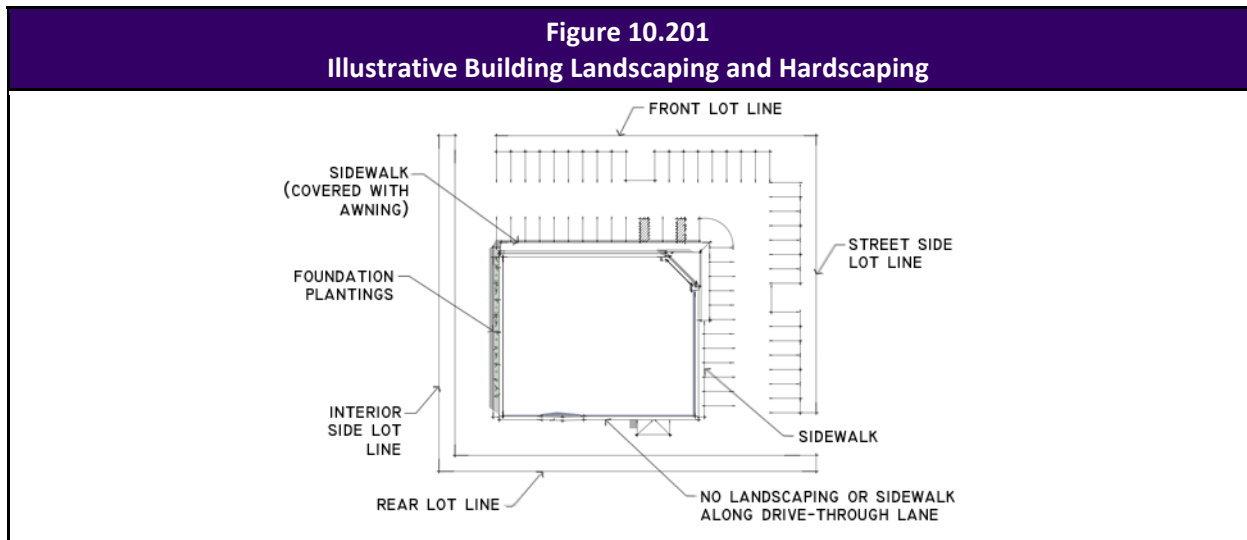 Figure 10.201
Illustrative Building Landscaping and Hardscaping
FRONT LOT LINE
SIDEWALK
(COVERED WITH
AWNING)
STREET SIDE
LOT LINE
FOUNDATION
PLANTINGS
INTERIOR
SIDE LOT
LINE
SIDEWALK
REAR LOT LINE
NO LANDSCAPING OR SIDEWALK
ALONG DRIVE-THROUGH LANE